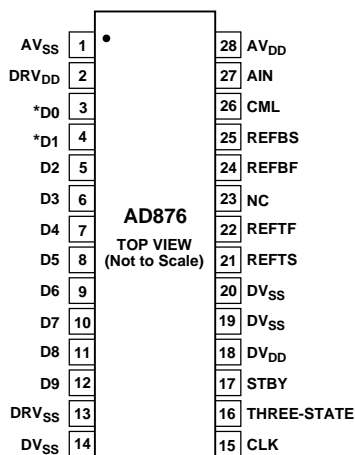 AVSS 1 28 AVDD
DRVDD 2 27 AIN
*D0 3 26 CML
*D1 4 25 REFBS
D2 5 24 REFBF
D3 6 23 NC
AD876
D4 7 22 REFTF
TOP VIEW
D5 8 21 REFTS
(Not to Scale)
D6 9 20 DVSS
D7 10 19 DVSS
D8 11 18 DVDD
D9 12 17 STBY
DRVSS 13 16 THREE-STATE
DVSS 14 15 CLK